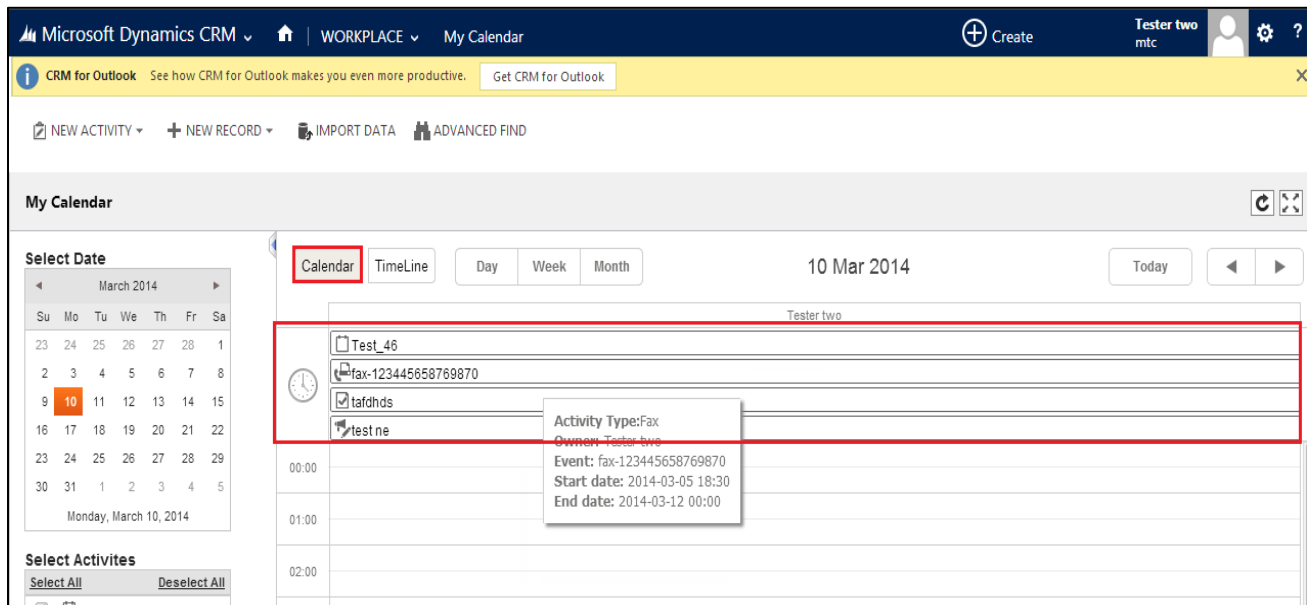 Microsoft Dynamics CRM | WORKPLACE My Calendar Create Tester two mtc ?
CRM for Outlook See how CRM for Outlook makes you even more productive. Get CRM for Outlook X
NEW ACTIVITY NEW RECORD IMPORT DATA ADVANCED FIND
My Calendar
Select Date
March 2014
Su Mo Tu We Th Fr Sa
23 24 25 26 27 28 1
2 3 4 5 6 7 8
9 10 11 12 13 14 15
16 17 18 19 20 21 22
23 24 25 26 27 28 29
30 31 1 2 3 4 5
Monday, March 10, 2014
Select Activites
Select All Deselect All
Calendar TimeLine Day Week Month 10 Mar 2014 Today
Tester two
Test_46
fax-123445658769870
tafdhds
test ne
Activity Type:Fax
Owner: Tester two
Event: fax-123445658769870
Start date: 2014-03-05 18:30
End date: 2014-03-12 00:00
00:00
01:00
02:00